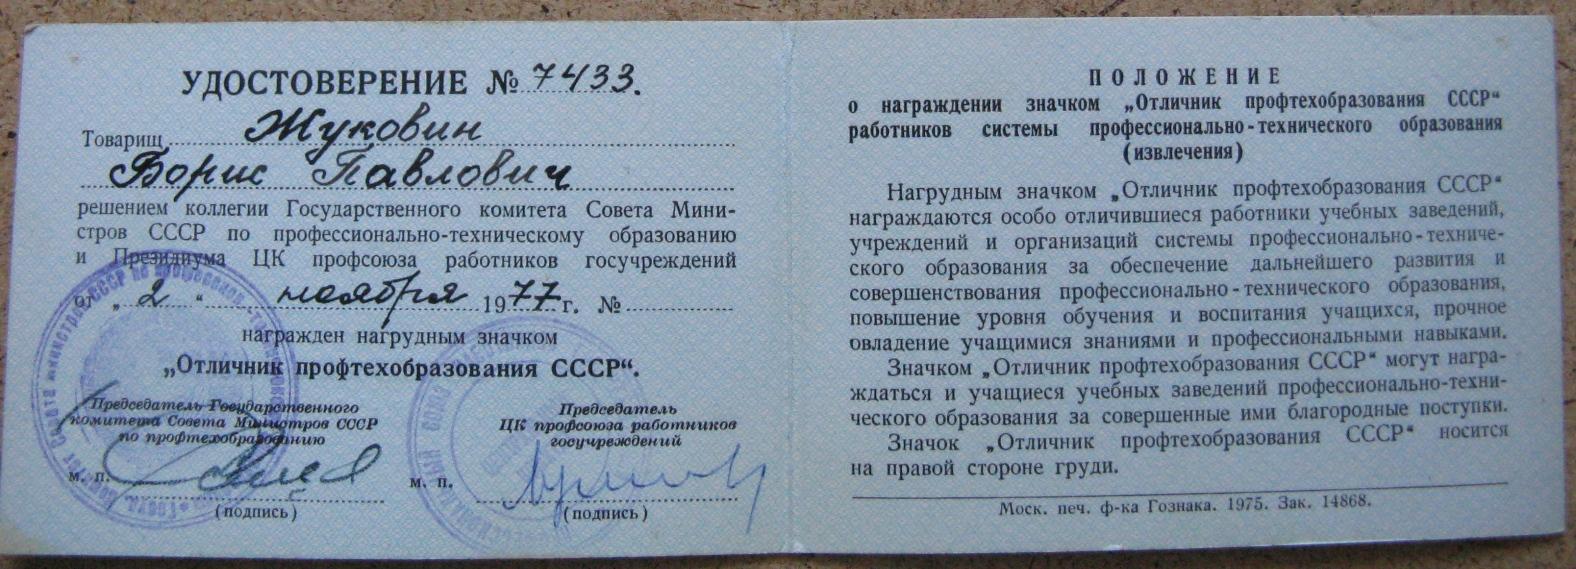 УДОСТОВЕРЕНИЕ № 7433.
Товарищ Жуковин
Борис Павлович
решением коллегии Государственного комитета Совета Мини-
стров СССР по профессионально-техническому образованию
и Президиума ЦК профсоюза работников госучреждений
от „ 2 “ ноября 1977 г. №
награжден нагрудным значком
„Отличник профтехобразования СССР“.
Председатель Государственного
комитета Совета Министров СССР
по профтехобразованию
м. п.
(подпись)
Председатель
ЦК профсоюза работников
госучреждений
м. п.
(подпись)
ПОЛОЖЕНИЕ
о награждении значком „Отличник профтехобразования СССР“
работников системы профессионально-технического образования
(извлечения)
Нагрудным значком „Отличник профтехобразования СССР“
награждаются особо отличившиеся работники учебных заведений,
учреждений и организаций системы профессионально-техниче-
ского образования за обеспечение дальнейшего развития и
совершенствования профессионально-технического образования,
повышение уровня обучения и воспитания учащихся, прочное
овладение учащимися знаниями и профессиональными навыками.
Значком „Отличник профтехобразования СССР“ могут награ-
ждаться и учащиеся учебных заведений профессионально-техни-
ческого образования за совершенные ими благородные поступки.
Значок „Отличник профтехобразования СССР“ носится
на правой стороне груди.
Моск. печ. ф-ка Гознака. 1975. Зак. 14868.